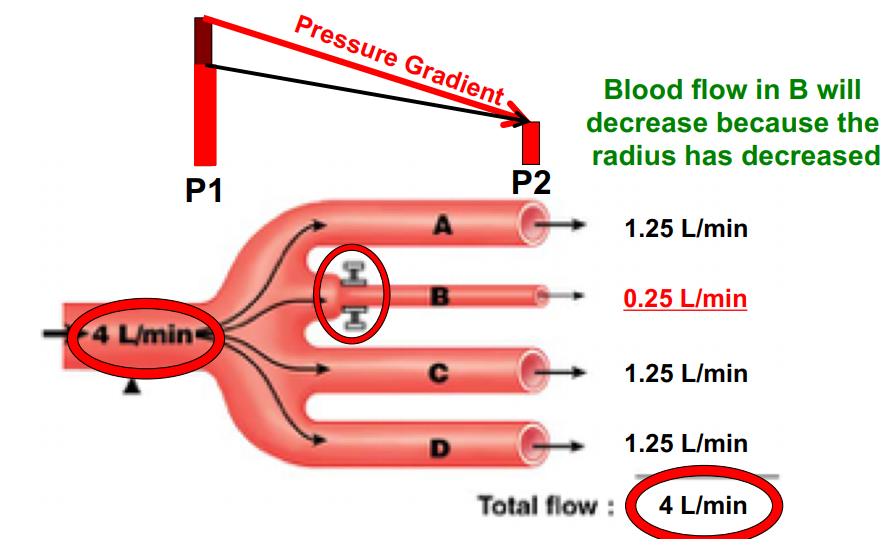 Pressure Gradient
Blood flow in B will
decrease because the
radius has decreased
P1
P2
A
1.25 L/min
B
0.25 L/min
4 L/min
C
1.25 L/min
D
1.25 L/min
Total flow : 4 L/min